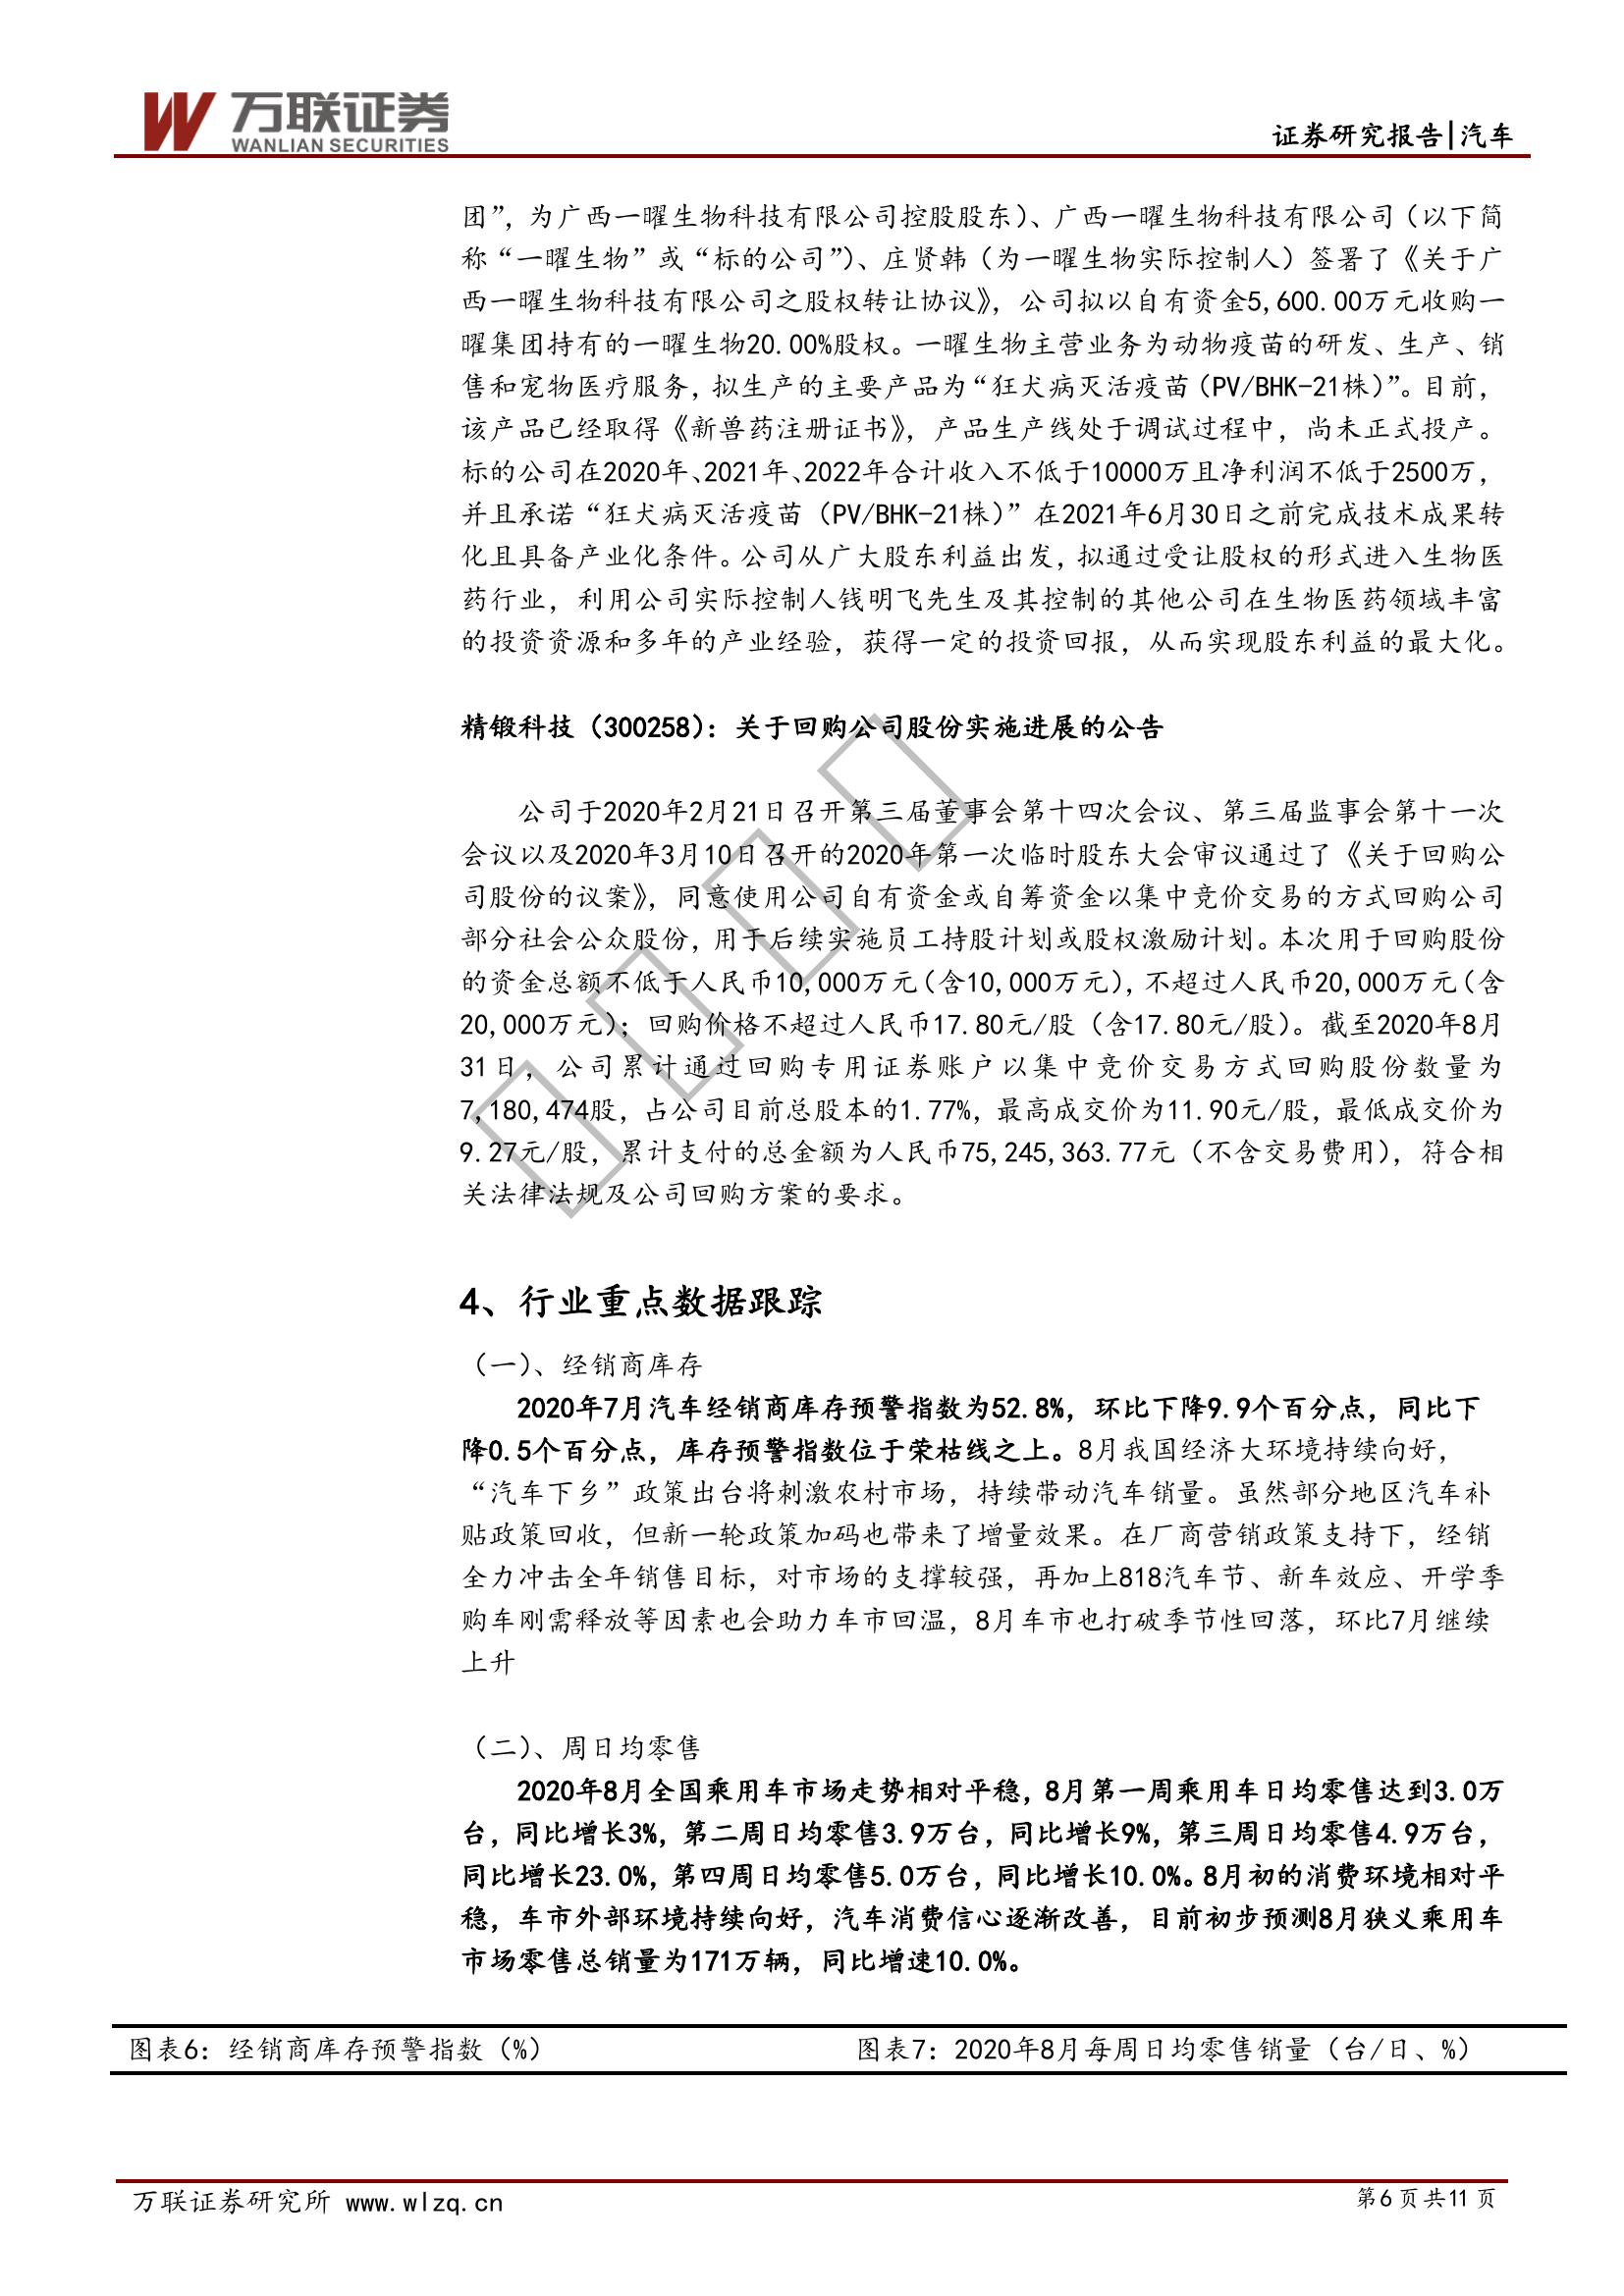 万联证券
WANLIAN SECURITIES
证券研究报告|汽车
团”，为广西一曜生物科技有限公司控股股东）、广西一曜生物科技有限公司（以下简
称“一曜生物”或“标的公司”）、庄贤韩（为一曜生物实际控制人）签署了《关于广
西一曜生物科技有限公司之股权转让协议》，公司拟以自有资金5,600.00万元收购一
曜集团持有的一曜生物20.00%股权。一曜生物主营业务为动物疫苗的研发、生产、销
售和宠物医疗服务，拟生产的主要产品为“狂犬病灭活疫苗（PV/BHK-21株）”。目前，
该产品已经取得《新兽药注册证书》，产品生产线处于调试过程中，尚未正式投产。
标的公司在2020年、2021年、2022年合计收入不低于10000万且净利润不低于2500万，
并且承诺“狂犬病灭活疫苗（PV/BHK-21株）”在2021年6月30日之前完成技术成果转
化且具备产业化条件。公司从广大股东利益出发，拟通过受让股权的形式进入生物医
药行业，利用公司实际控制人钱明飞先生及其控制的其他公司在生物医药领域丰富
的投资资源和多年的产业经验，获得一定的投资回报，从而实现股东利益的最大化。
精锻科技（300258）：关于回购公司股份实施进展的公告
公司于2020年2月21日召开第三届董事会第十四次会议、第三届监事会第十一次
会议以及2020年3月10日召开的2020年第一次临时股东大会审议通过了《关于回购公
司股份的议案》，同意使用公司自有资金或自筹资金以集中竞价交易的方式回购公司
部分社会公众股份，用于后续实施员工持股计划或股权激励计划。本次用于回购股份
的资金总额不低于人民币10,000万元（含10,000万元），不超过人民币20,000万元（含
20,000万元）；回购价格不超过人民币17.80元/股（含17.80元/股）。截至2020年8月
31日，公司累计通过回购专用证券账户以集中竞价交易方式回购股份数量为
7,180,474股，占公司目前总股本的1.77%，最高成交价为11.90元/股，最低成交价为
9.27元/股，累计支付的总金额为人民币75,245,363.77元（不含交易费用），符合相
关法律法规及公司回购方案的要求。
4、行业重点数据跟踪
（一）、经销商库存
2020年7月汽车经销商库存预警指数为52.8%，环比下降9.9个百分点，同比下
降0.5个百分点，库存预警指数位于荣枯线之上。8月我国经济大环境持续向好，
“汽车下乡”政策出台将刺激农村市场，持续带动汽车销量。虽然部分地区汽车补
贴政策回收，但新一轮政策加码也带来了增量效果。在厂商营销政策支持下，经销
全力冲击全年销售目标，对市场的支撑较强，再加上818汽车节、新车效应、开学季
购车刚需释放等因素也会助力车市回温，8月车市也打破季节性回落，环比7月继续
上升
（二）、周日均零售
2020年8月全国乘用车市场走势相对平稳，8月第一周乘用车日均零售达到3.0万
台，同比增长3%，第二周日均零售3.9万台，同比增长9%，第三周日均零售4.9万台，
同比增长23.0%，第四周日均零售5.0万台，同比增长10.0%。8月初的消费环境相对平
稳，车市外部环境持续向好，汽车消费信心逐渐改善，目前初步预测8月狭义乘用车
市场零售总销量为171万辆，同比增速10.0%。
图表6：经销商库存预警指数（%）
图表7：2020年8月每周日均零售销量（台/日、%）
万联证券研究所 www.wlzq.cn
第6页共11页